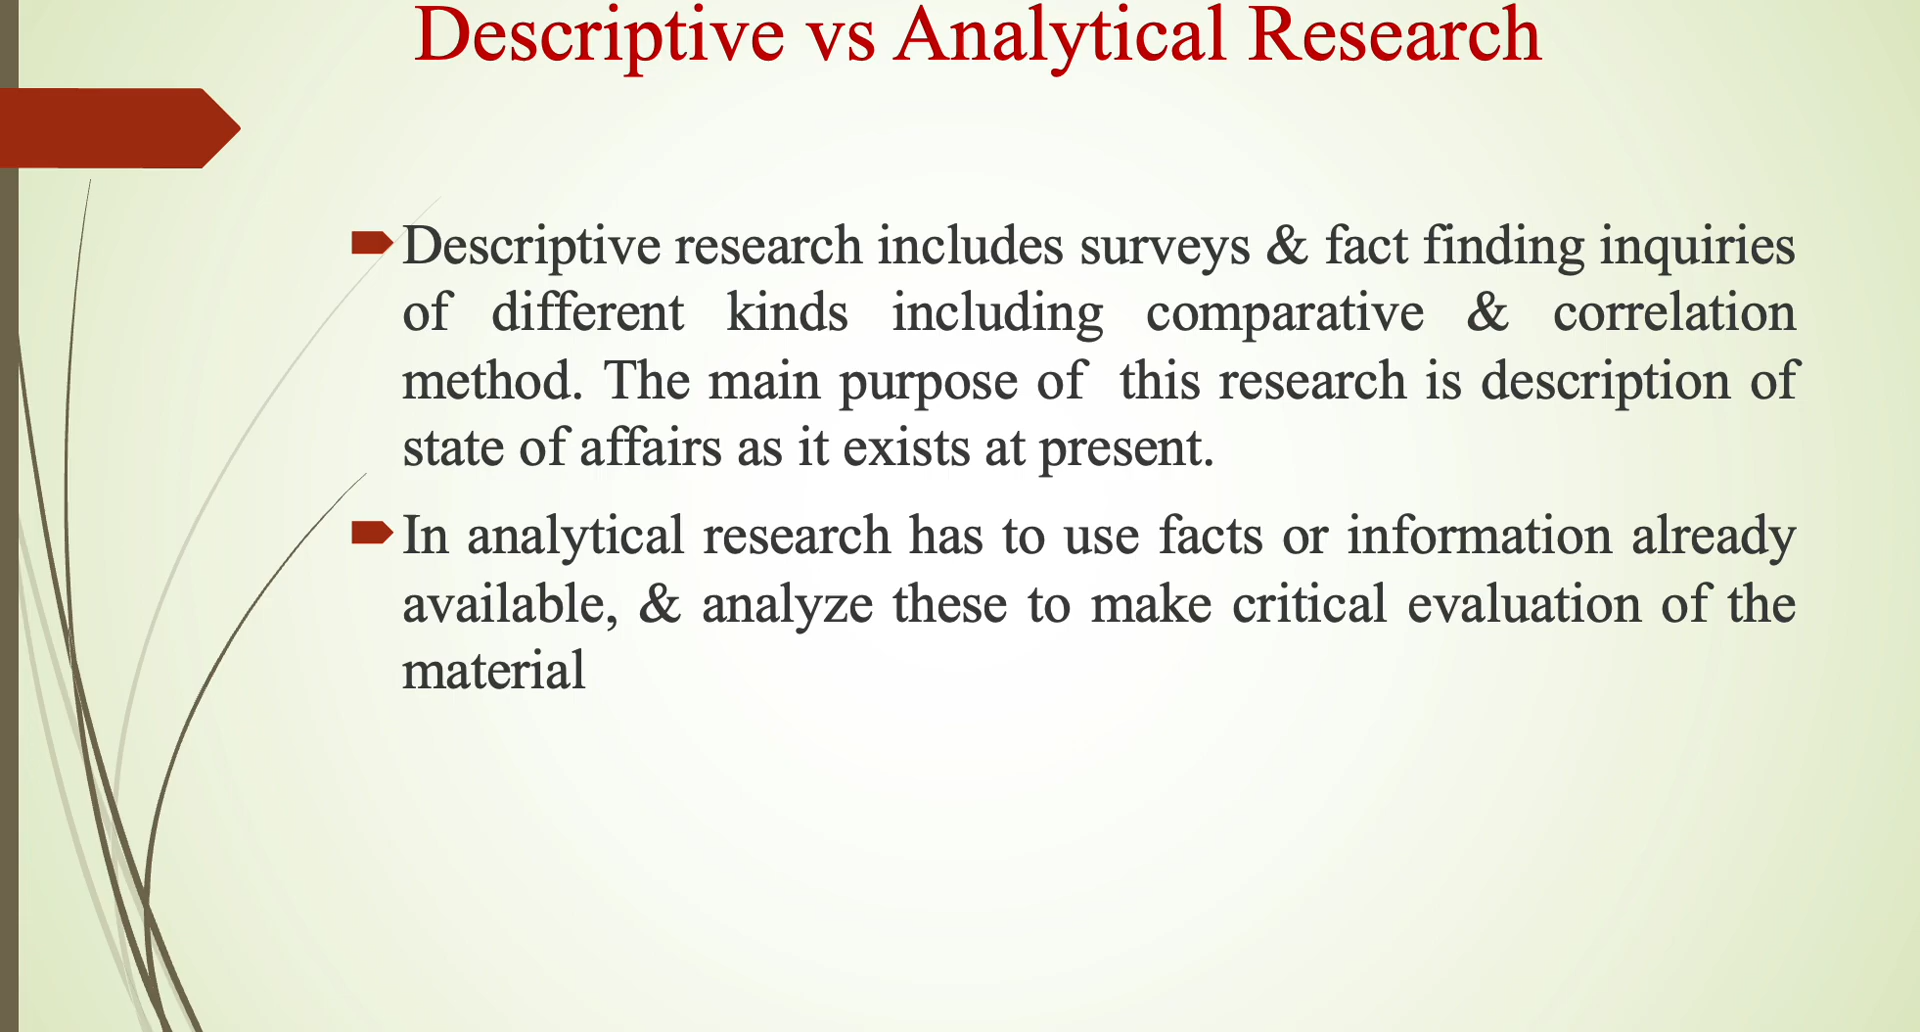 Descriptive vs Analytical Research
Descriptive research includes surveys & fact finding inquiries
of different kinds including comparative & correlation
method. The main purpose of this research is description of
state of affairs as it exists at present.
In analytical research has to use facts or information already
available, & analyze these to make critical evaluation of the
material